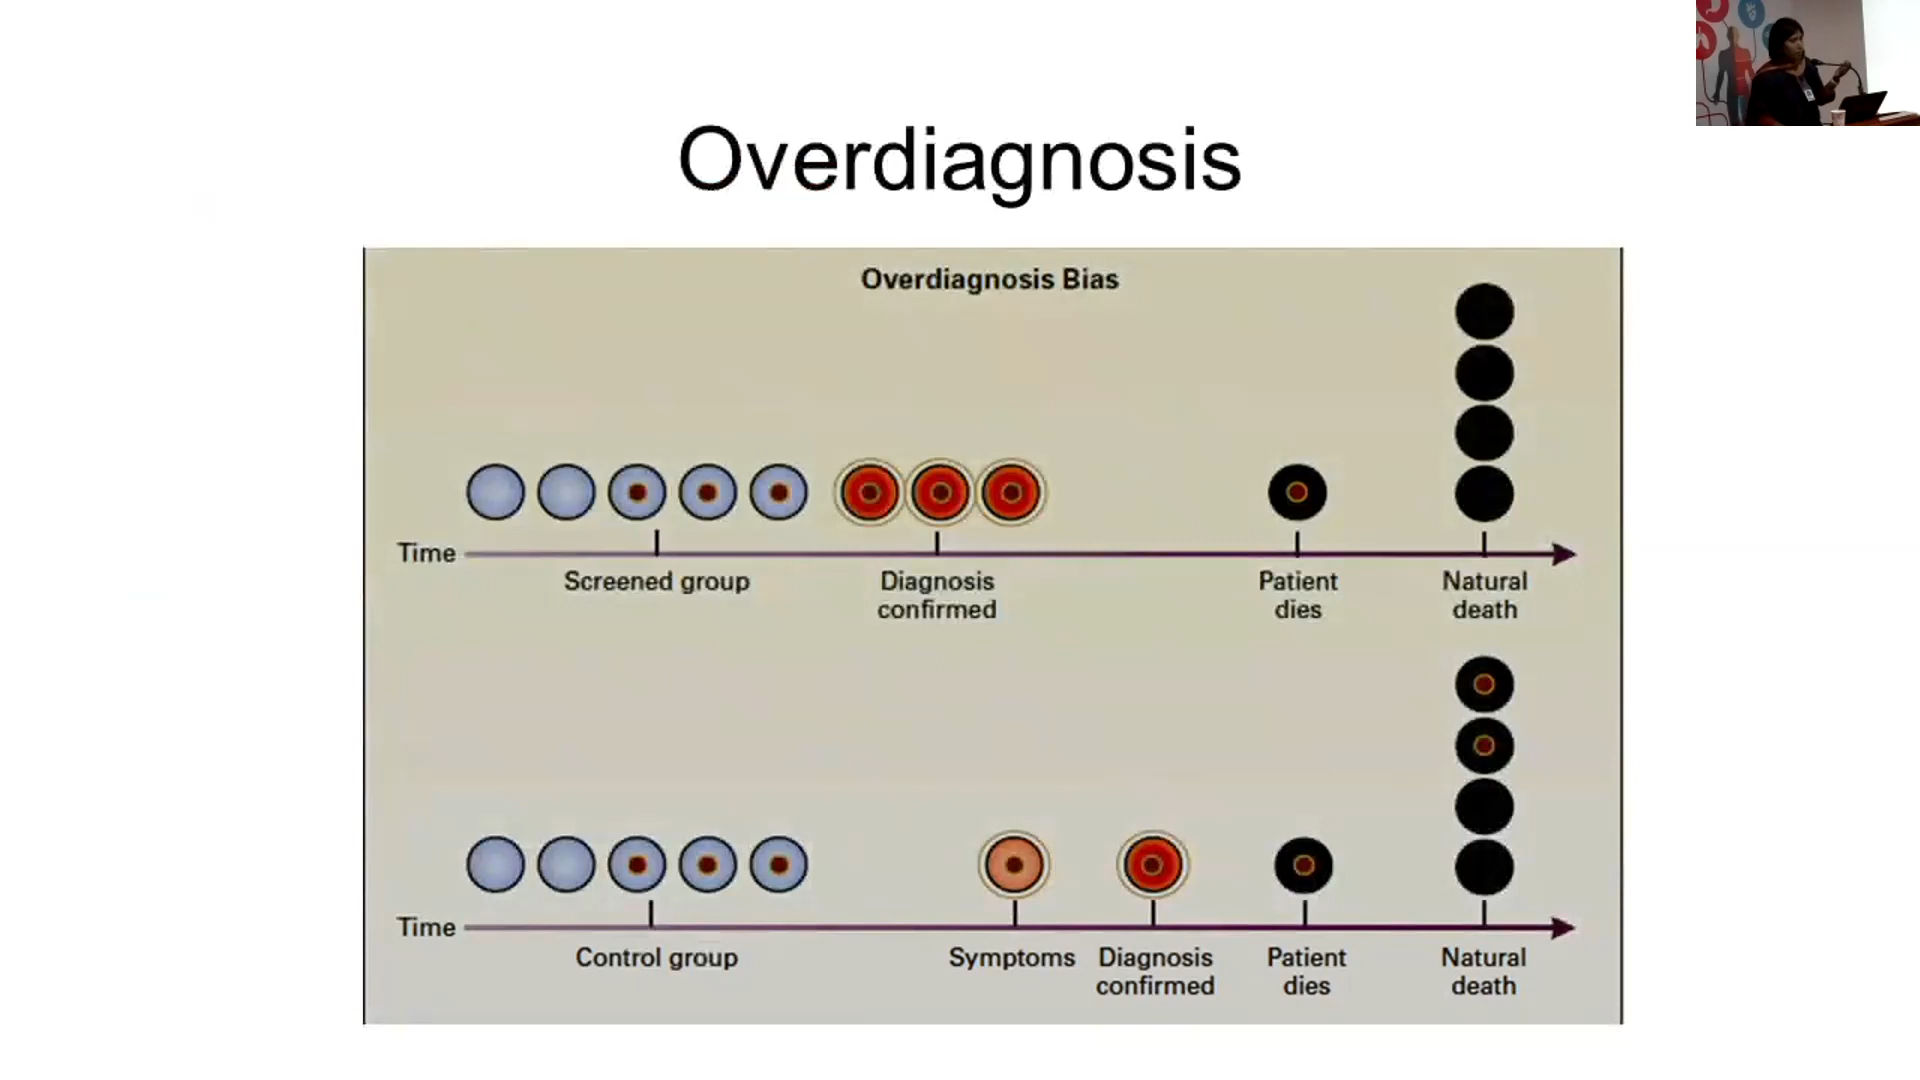 Overdiagnosis
Overdiagnosis Bias
Time
Screened group
Diagnosis
confirmed
Patient
dies
Natural
death
Time
Control group
Symptoms
Diagnosis
confirmed
Patient
dies
Natural
death